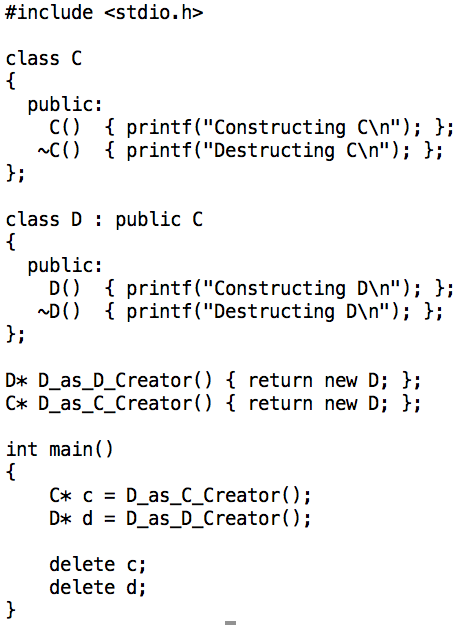 #include <stdio.h>

class C
{
  public:
    C()  { printf("Constructing C\n"); };
   ~C()  { printf("Destructing C\n"); };
};

class D : public C
{
  public:
    D()  { printf("Constructing D\n"); };
   ~D()  { printf("Destructing D\n"); };
};

D* D_as_D_Creator() { return new D; };
C* D_as_C_Creator() { return new D; };

int main()
{
    C* c = D_as_C_Creator();
    D* d = D_as_D_Creator();

    delete c;
    delete d;
}